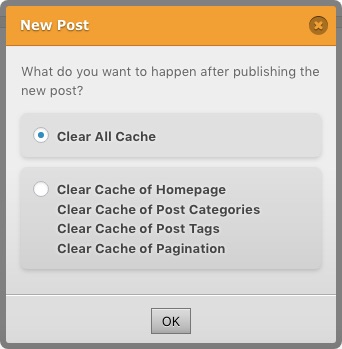 New Post
What do you want to happen after publishing the
new post?
Clear All Cache
Clear Cache of Homepage
Clear Cache of Post Categories
Clear Cache of Post Tags
Clear Cache of Pagination
OK